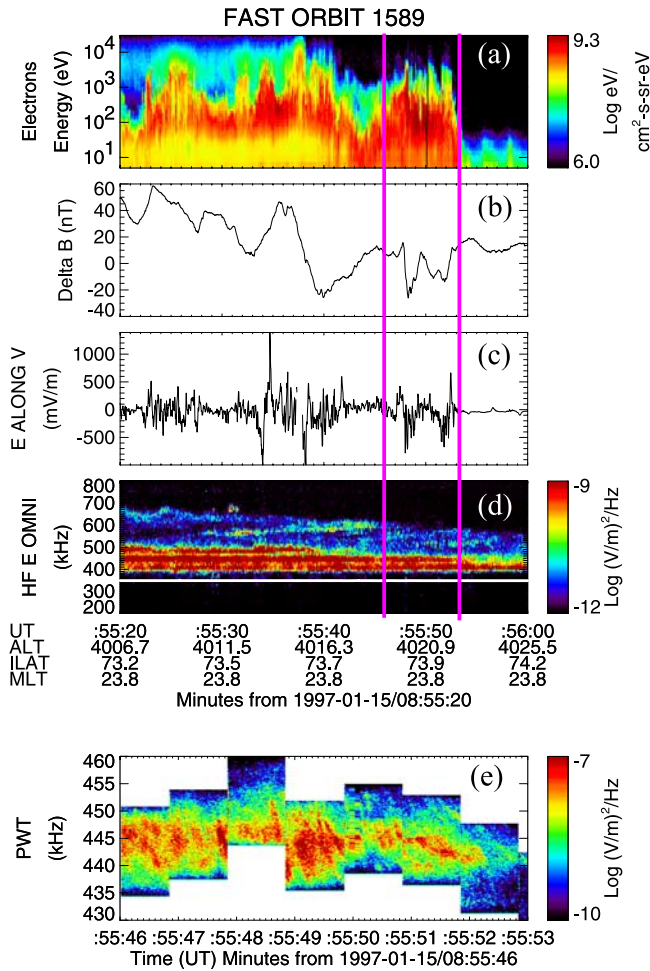 FAST ORBIT 1589
Electrons
Energy (eV)
10⁴
10³
10²
10¹
(a)
9.3
6.0
Log eV/
cm²-s-sr-eV
Delta B (nT)
60
40
20
0
-20
-40
(b)
E ALONG V
(mV/m)
1000
500
0
-500
(c)
HF E OMNI
(kHz)
800
700
600
500
400
300
200
(d)
-9
-12
Log (V/m)²/Hz
UT :55:20 :55:30 :55:40 :55:50 :56:00
ALT 4006.7 4011.5 4016.3 4020.9 4025.5
ILAT 73.2 73.5 73.7 73.9 74.2
MLT 23.8 23.8 23.8 23.8 23.8
Minutes from 1997-01-15/08:55:20
PWT
(kHz)
460
455
450
445
440
435
430
(e)
-7
-10
Log (V/m)²/Hz
:55:46 :55:47 :55:48 :55:49 :55:50 :55:51 :55:52 :55:53
Time (UT) Minutes from 1997-01-15/08:55:46